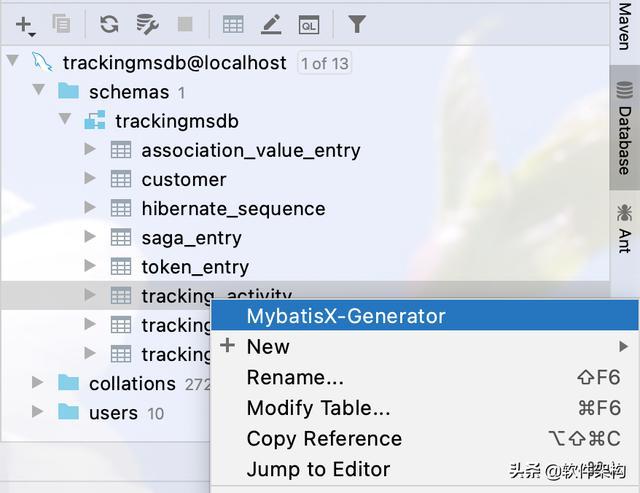 QL
Maven
trackingmsdb@localhost 1 of 13
schemas 1
trackingmsdb
association_value_entry
Database
customer
hibernate_sequence
saga_entry
Ant
token_entry
tracking_activity
MybatisX-Generator
tracking
New
tracking
Rename... ⇧F6
collations 272
Modify Table... ⌘F6
users 10
Copy Reference ⌥⇧⌘C
Jump to Editor
头条 @软件架构